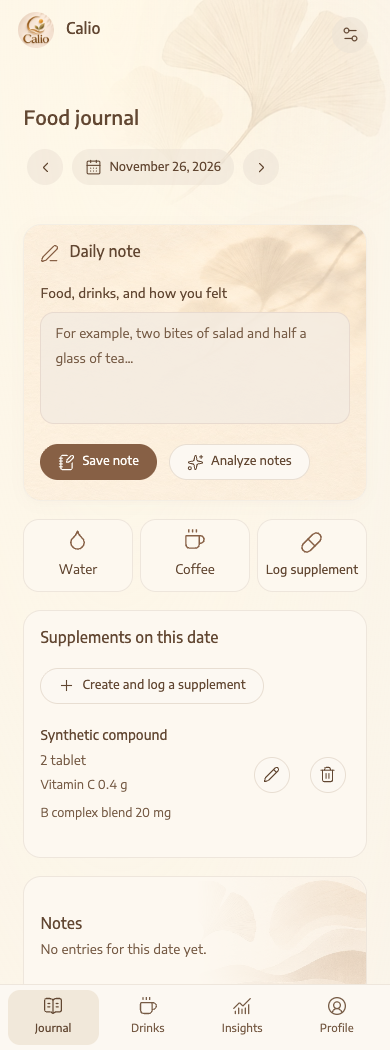 Calio
Calio
Food journal
November 26, 2026
Daily note
Food, drinks, and how you felt
For example, two bites of salad and half a
glass of tea...
Save note
Analyze notes
Water
Coffee
Log supplement
Supplements on this date
Create and log a supplement
Synthetic compound
2 tablet
Vitamin C 0.4 g
B complex blend 20 mg
Notes
No entries for this date yet.
Journal
Drinks
Insights
Profile